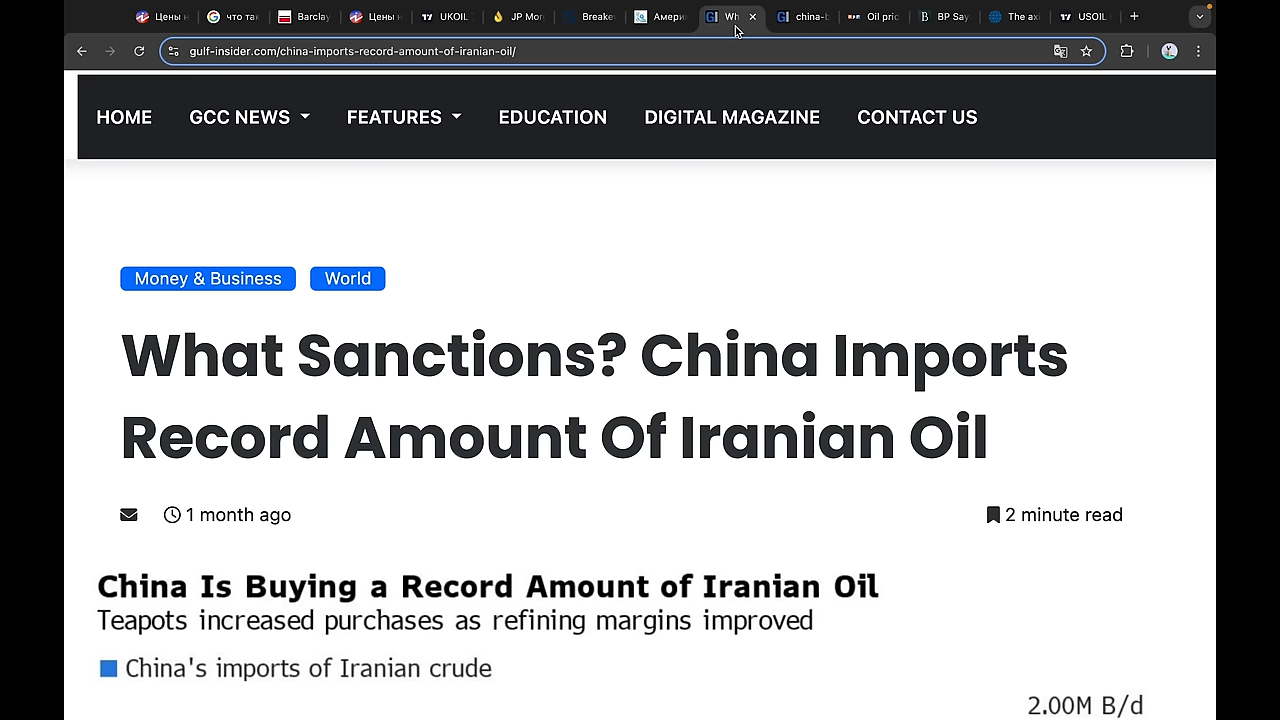 Цены н
что так
Barclay
Цены н
UKOIL
JP Mor
Breake
Амери
Wh
china-b
Oil pric
BP Say
The axi
USOIL
gulf-insider.com/china-imports-record-amount-of-iranian-oil/
HOME GCC NEWS FEATURES EDUCATION DIGITAL MAGAZINE CONTACT US
Money & Business World
What Sanctions? China Imports
Record Amount Of Iranian Oil
1 month ago 2 minute read
China Is Buying a Record Amount of Iranian Oil
Teapots increased purchases as refining margins improved
China's imports of Iranian crude
2.00M B/d